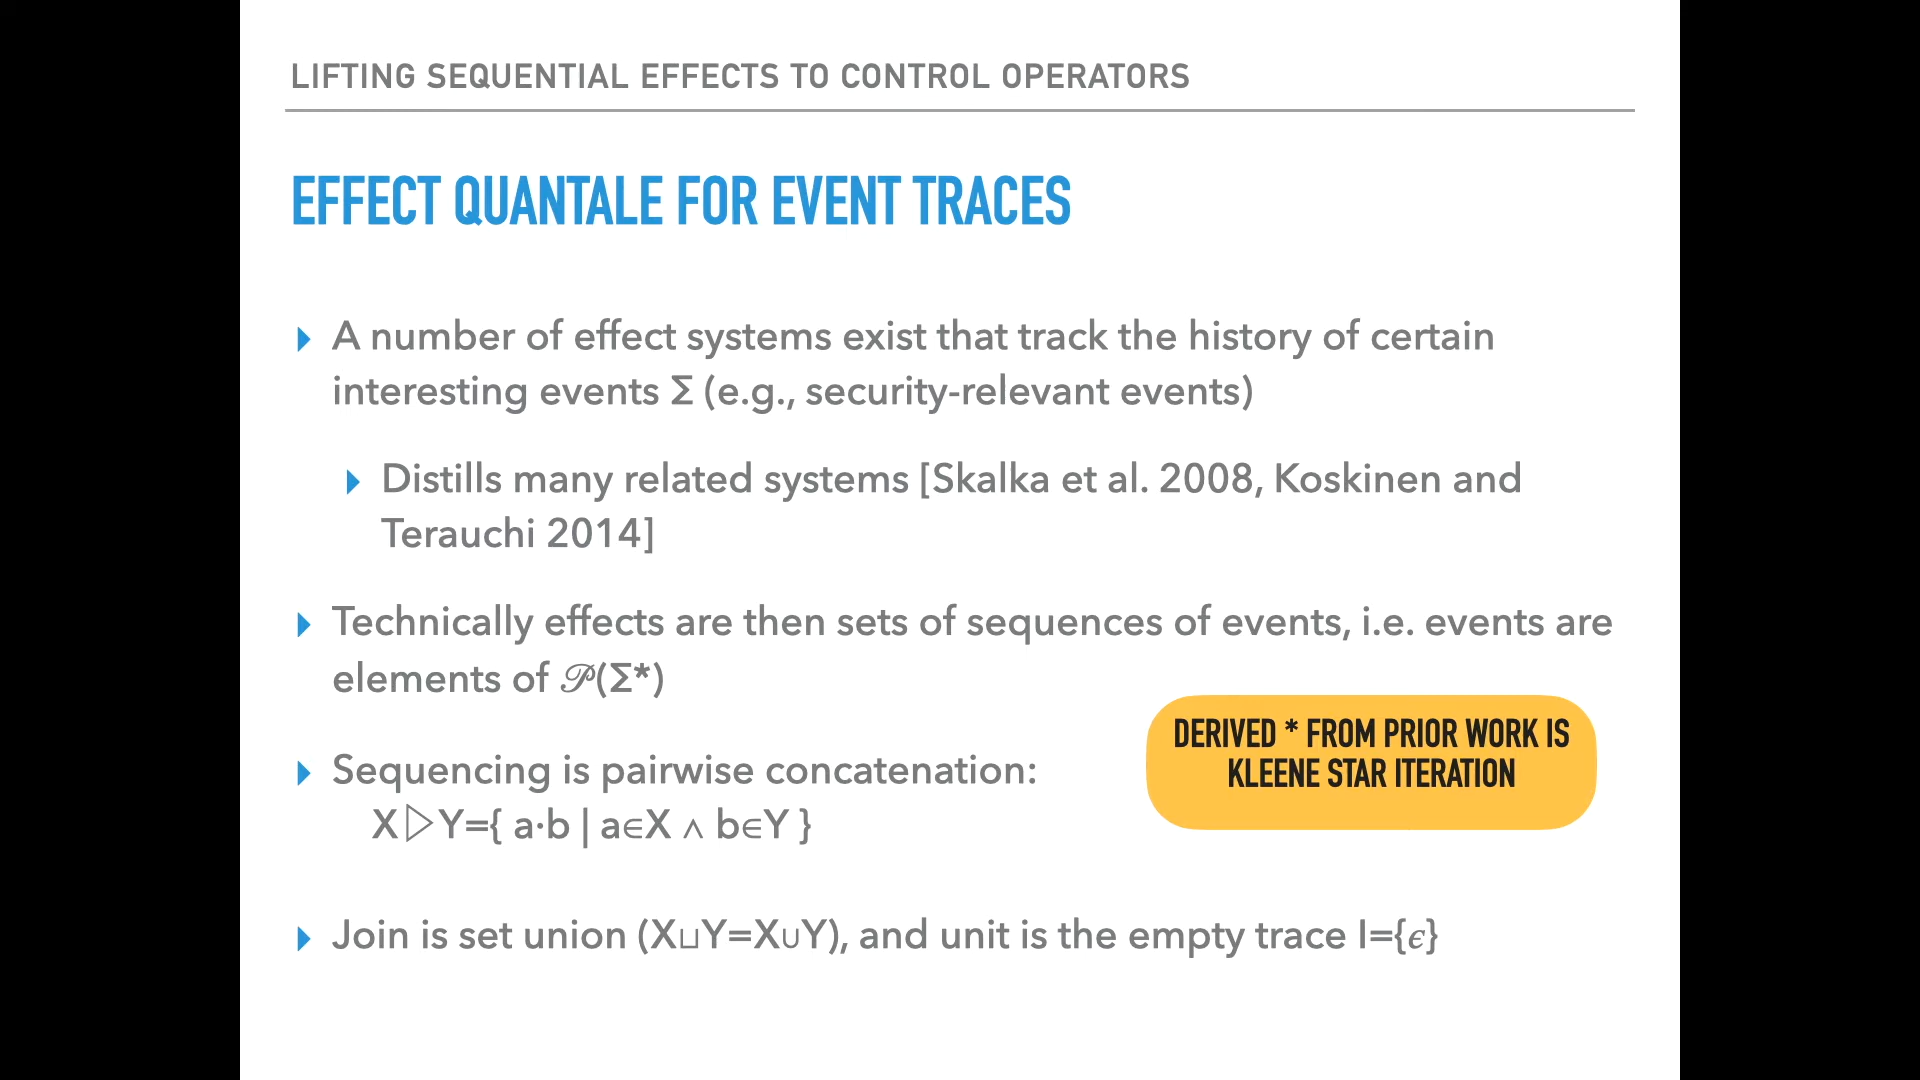 LIFTING SEQUENTIAL EFFECTS TO CONTROL OPERATORS
EFFECT QUANTALE FOR EVENT TRACES
A number of effect systems exist that track the history of certain
interesting events Σ (e.g., security-relevant events)
Distills many related systems [Skalka et al. 2008, Koskinen and
Terauchi 2014]
Technically effects are then sets of sequences of events, i.e. events are
elements of 𝒫(Σ*)
DERIVED * FROM PRIOR WORK IS
KLEENE STAR ITERATION
Sequencing is pairwise concatenation:
X▷Y={ a·b | a∈X ∧ b∈Y }
Join is set union (X⊔Y=X∪Y), and unit is the empty trace I={ϵ}